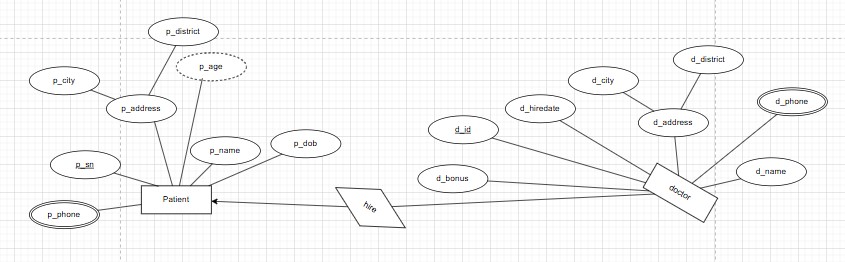 p_district
p_age
p_city
p_address
p_name
p_dob
p_sn
p_phone
Patient
hire
d_district
d_city
d_phone
d_hiredate
d_address
d_id
d_name
d_bonus
doctor